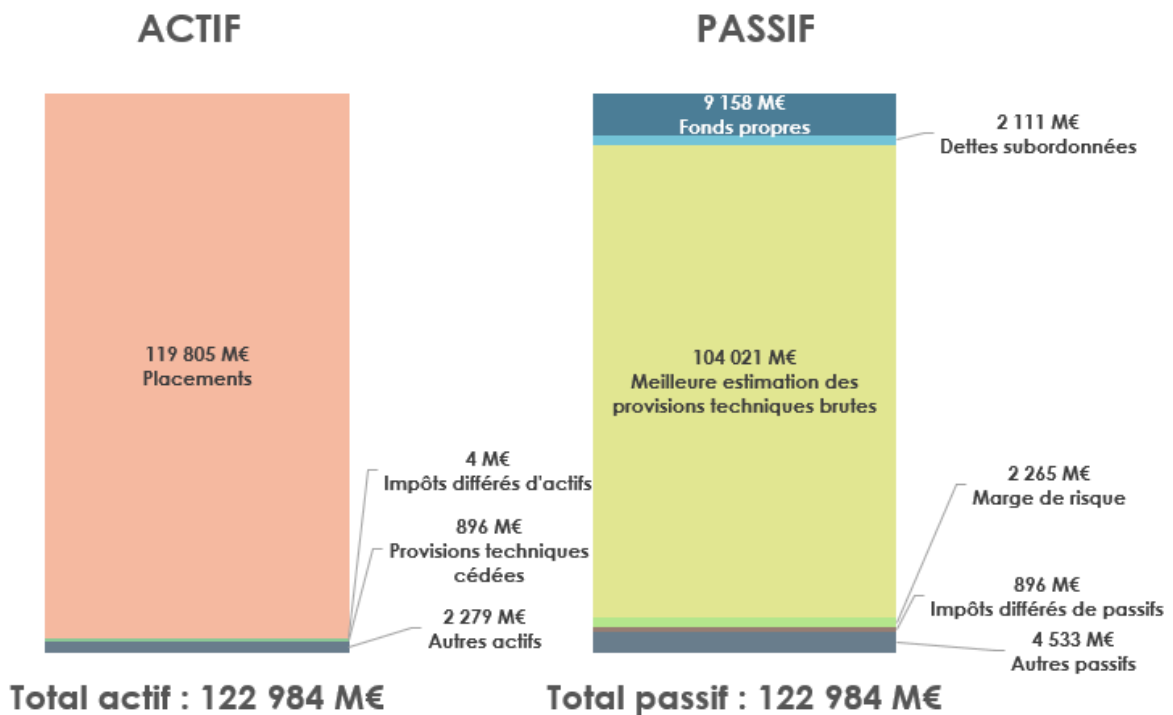 ACTIF
PASSIF
9 158 M€
Fonds propres
2 111 M€
Dettes subordonnées
119 805 M€
Placements
104 021 M€
Meilleure estimation des
provisions techniques brutes
4 M€
Impôts différés d'actifs
896 M€
Provisions techniques
cédées
2 279 M€
Autres actifs
2 265 M€
Marge de risque
896 M€
Impôts différés de passifs
4 533 M€
Autres passifs
Total actif : 122 984 M€
Total passif : 122 984 M€